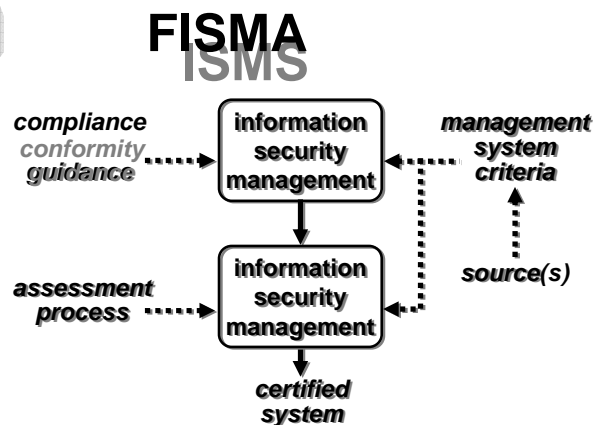 FISMA
ISMS
compliance
conformity
guidance
information
security
management
management
system
criteria
source(s)
assessment
process
information
security
management
certified
system